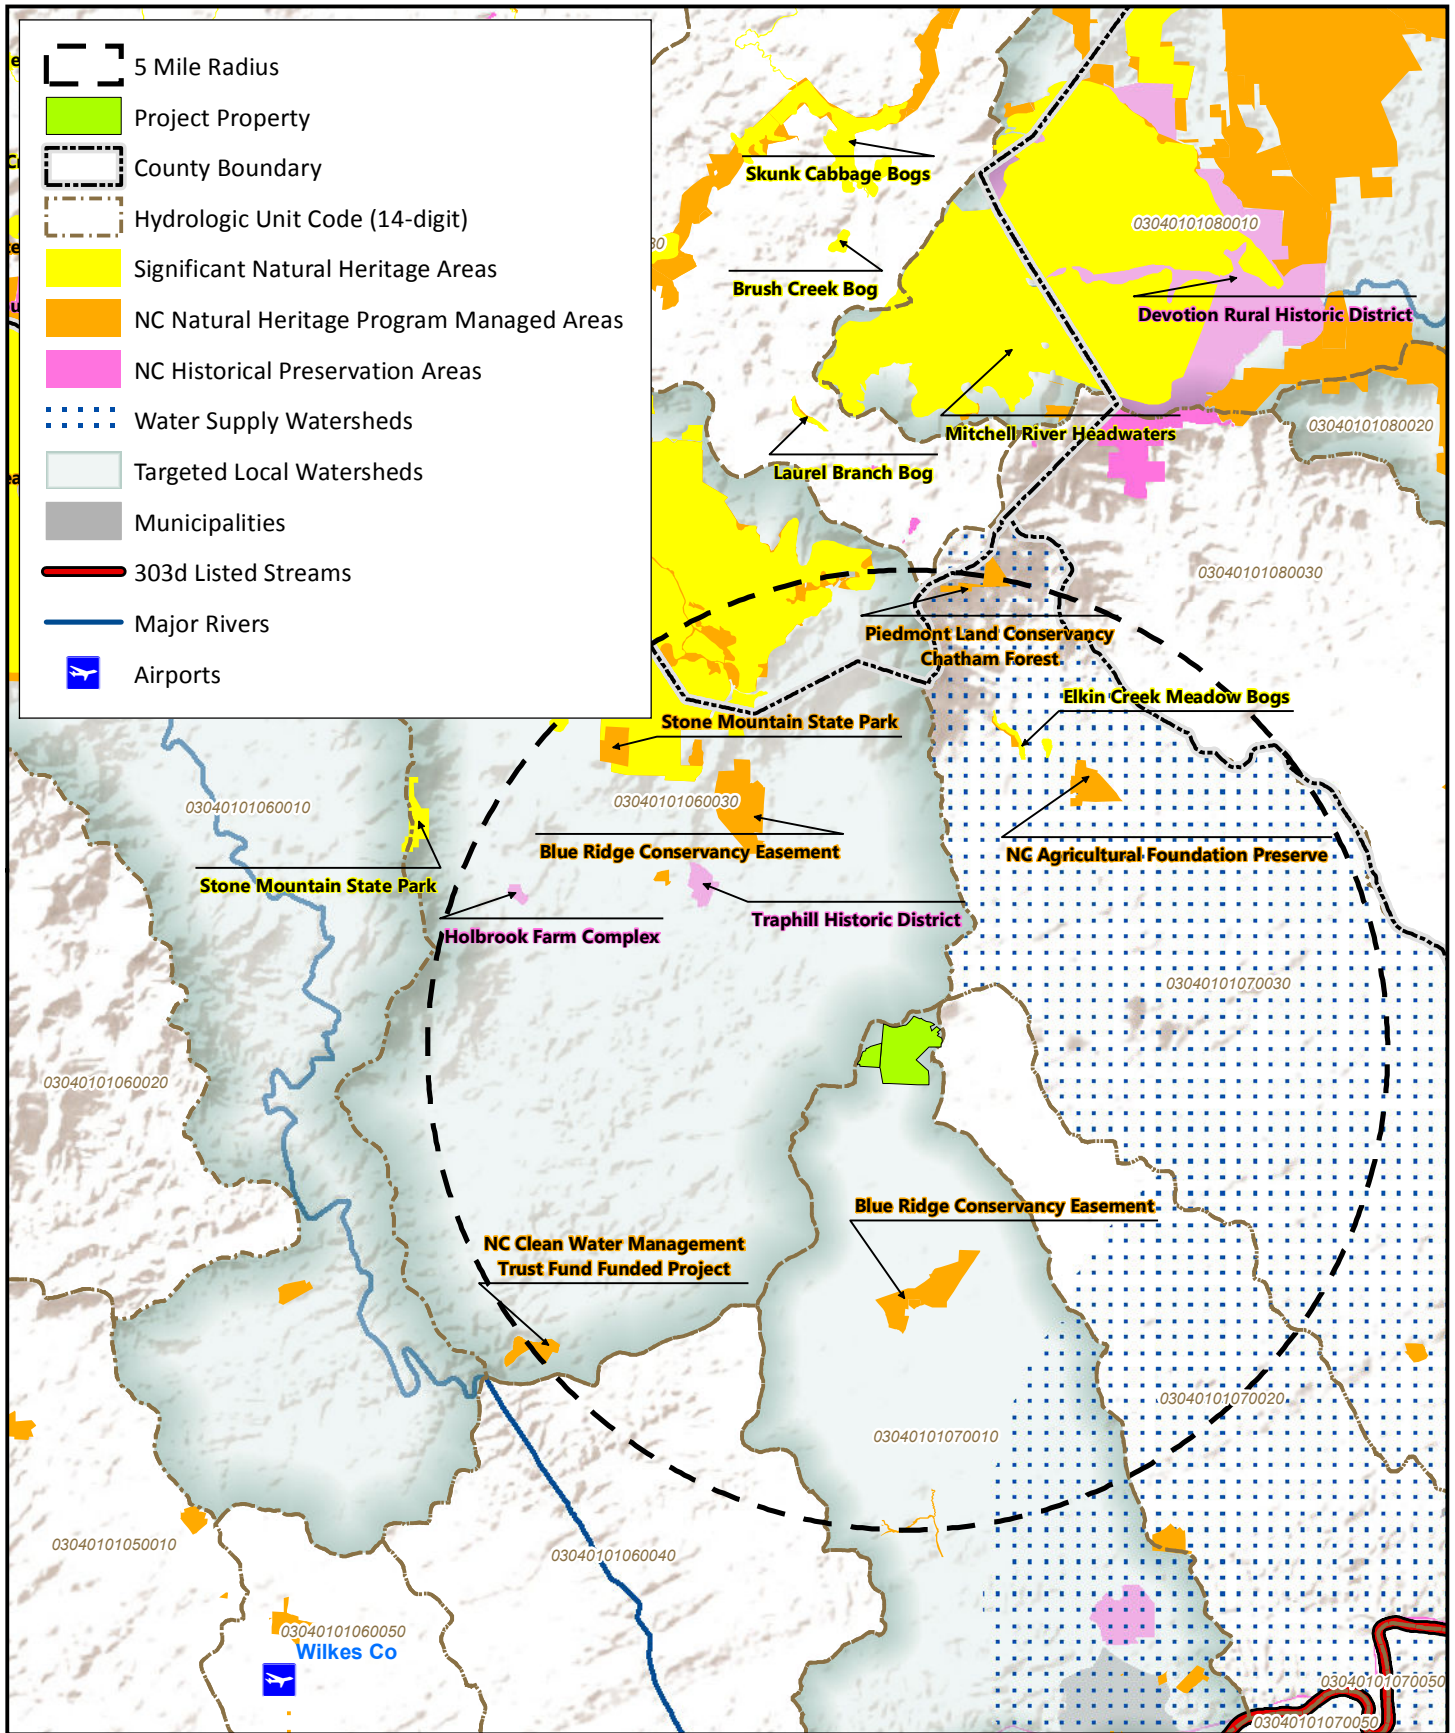 5 Mile Radius
Project Property
County Boundary
Hydrologic Unit Code (14-digit)
Significant Natural Heritage Areas
NC Natural Heritage Program Managed Areas
NC Historical Preservation Areas
Water Supply Watersheds
Targeted Local Watersheds
Municipalities
303d Listed Streams
Major Rivers
Airports
Skunk Cabbage Bogs
03040101080010
Brush Creek Bog
Devotion Rural Historic District
03040101080020
Mitchell River Headwaters
Laurel Branch Bog
03040101080030
Piedmont Land Conservancy
Chatham Forest
Elkin Creek Meadow Bogs
Stone Mountain State Park
03040101060010
03040101060030
Blue Ridge Conservancy Easement
NC Agricultural Foundation Preserve
Stone Mountain State Park
Traphill Historic District
Holbrook Farm Complex
03040101070030
03040101060020
Blue Ridge Conservancy Easement
NC Clean Water Management
Trust Fund Funded Project
03040101070020
03040101070010
03040101050010
03040101060040
03040101060050
Wilkes Co
03040101070050
03040101070050